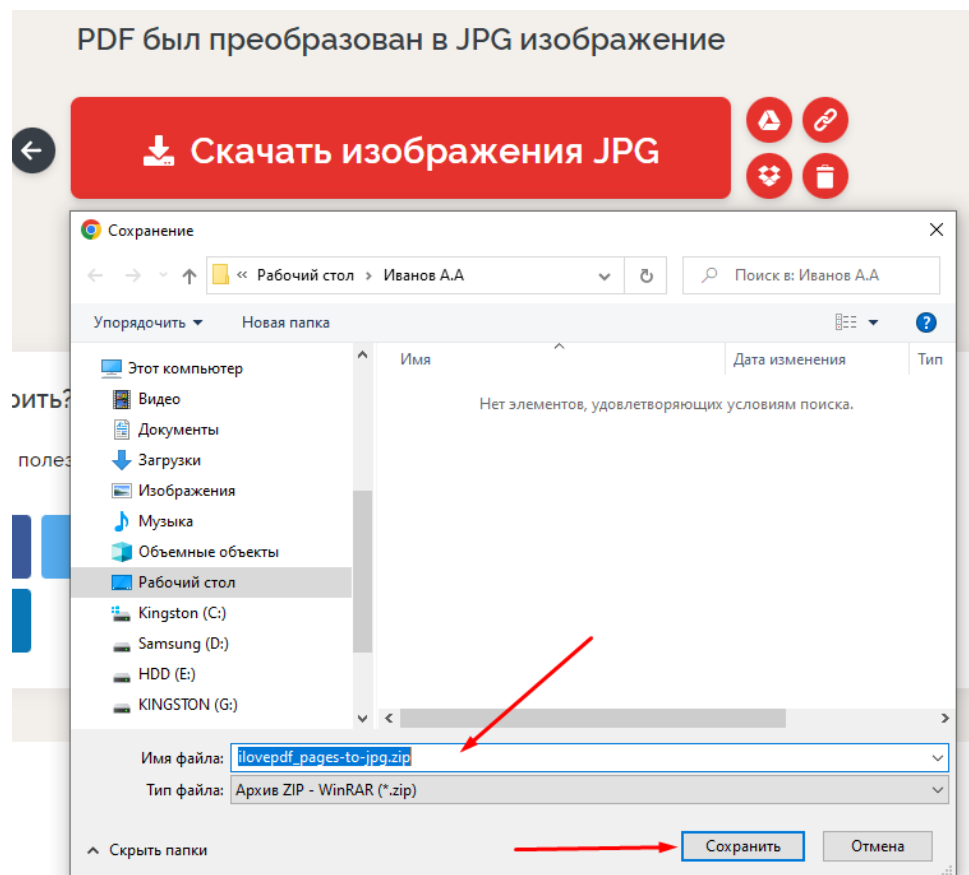 PDF был преобразован в JPG изображение
Скачать изображения JPG
Сохранение
« Рабочий стол › Иванов А.А
Поиск в: Иванов А.А
Упорядочить
Новая папка
Имя
Дата изменения
Тип
Этот компьютер
Нет элементов, удовлетворяющих условиям поиска.
Видео
Документы
Загрузки
Изображения
Музыка
Объемные объекты
Рабочий стол
Kingston (C:)
Samsung (D:)
HDD (E:)
KINGSTON (G:)
оить?
полез
Имя файла: ilovepdf_pages-to-jpg.zip
Тип файла: Архив ZIP - WinRAR (*.zip)
Скрыть папки
Сохранить
Отмена